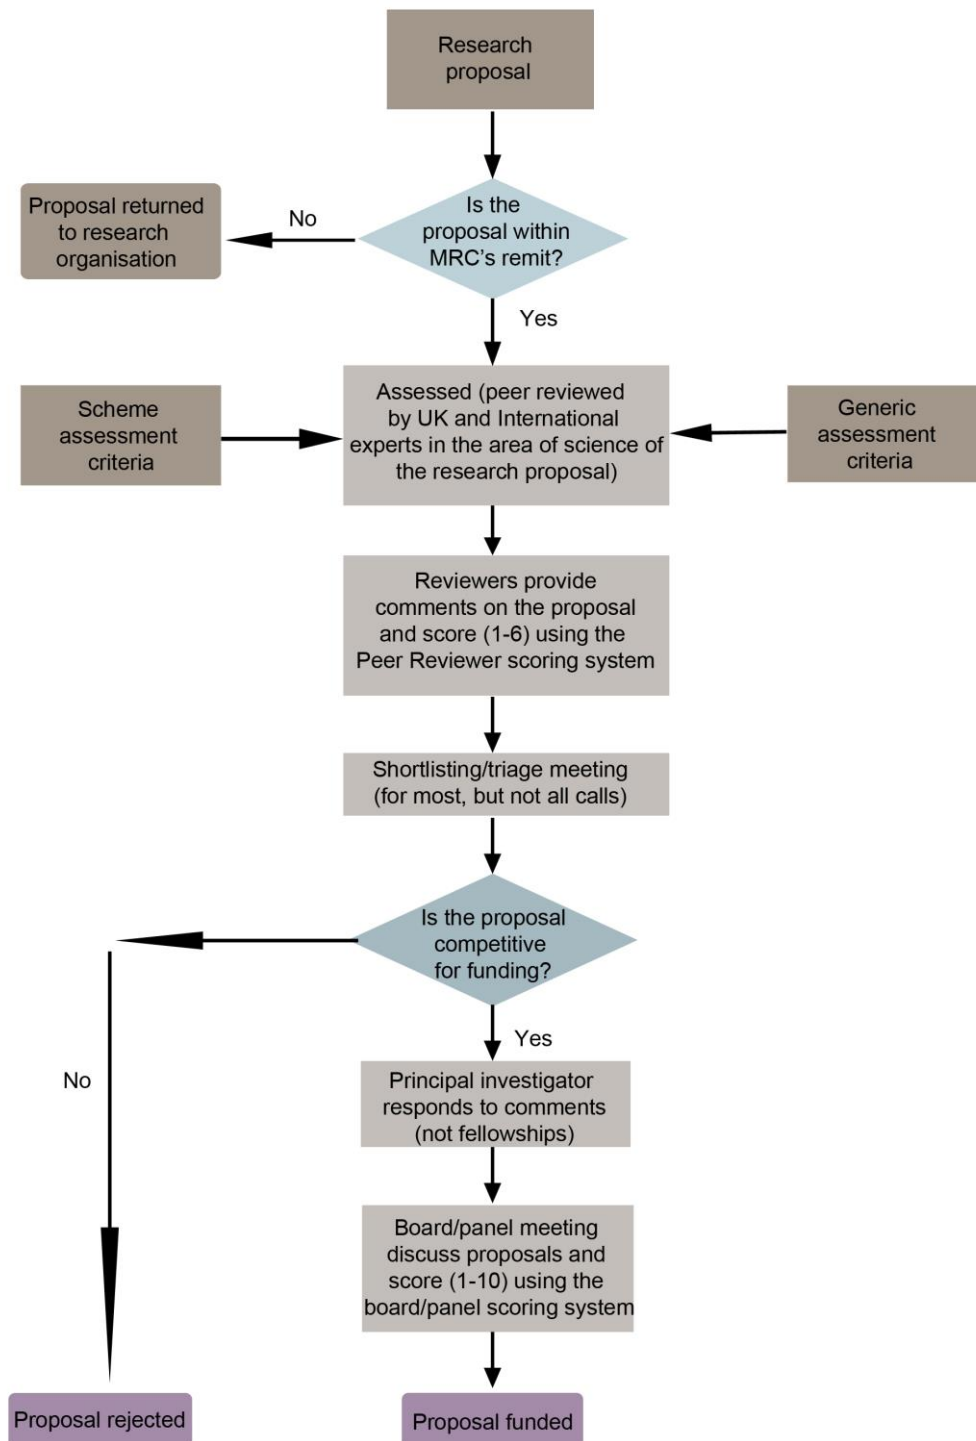 Research
proposal
Is the
proposal within
MRC's remit?
No
Proposal returned
to research
organisation
Yes
Scheme
assessment
criteria
Assessed (peer reviewed
by UK and International
experts in the area of science of
the research proposal)
Generic
assessment
criteria
Reviewers provide
comments on the proposal
and score (1-6) using the
Peer Reviewer scoring system
Shortlisting/triage meeting
(for most, but not all calls)
Is the proposal
competitive
for funding?
No
Yes
Principal investigator
responds to comments
(not fellowships)
Board/panel meeting
discuss proposals and
score (1-10) using the
board/panel scoring system
Proposal rejected
Proposal funded